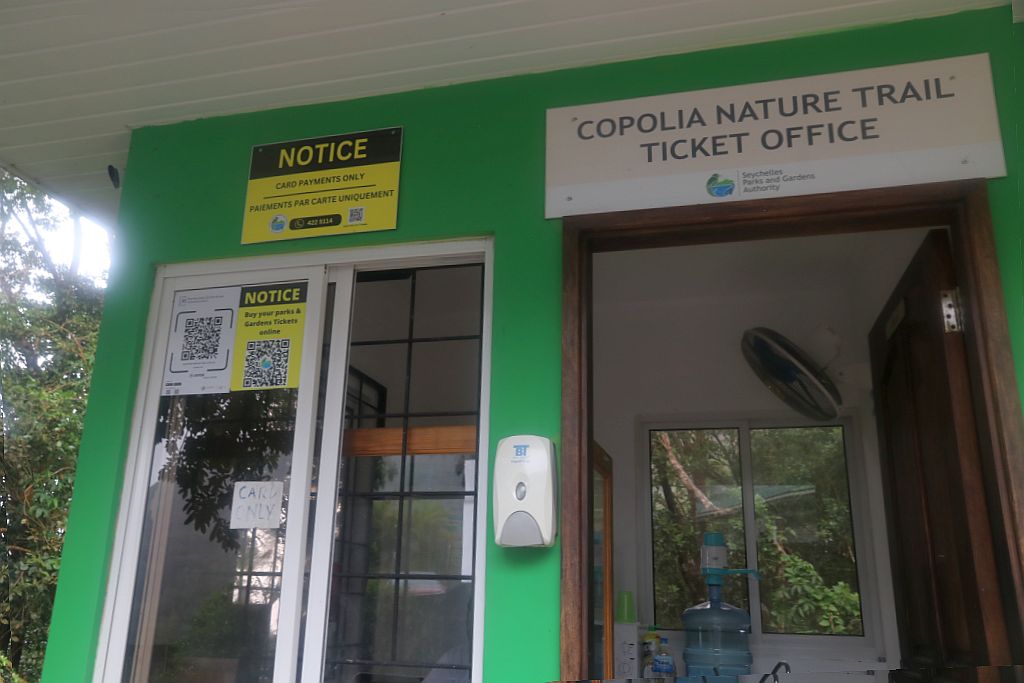 COPOLIA NATURE TRAIL
TICKET OFFICE
Seychelles
Parks and Gardens
Authority
NOTICE
CARD PAYMENTS ONLY
PAIEMENTS PAR CARTE UNIQUEMENT
422 5114
NOTICE
Buy your parks &
Gardens Tickets
online
CARD
ONLY
BT